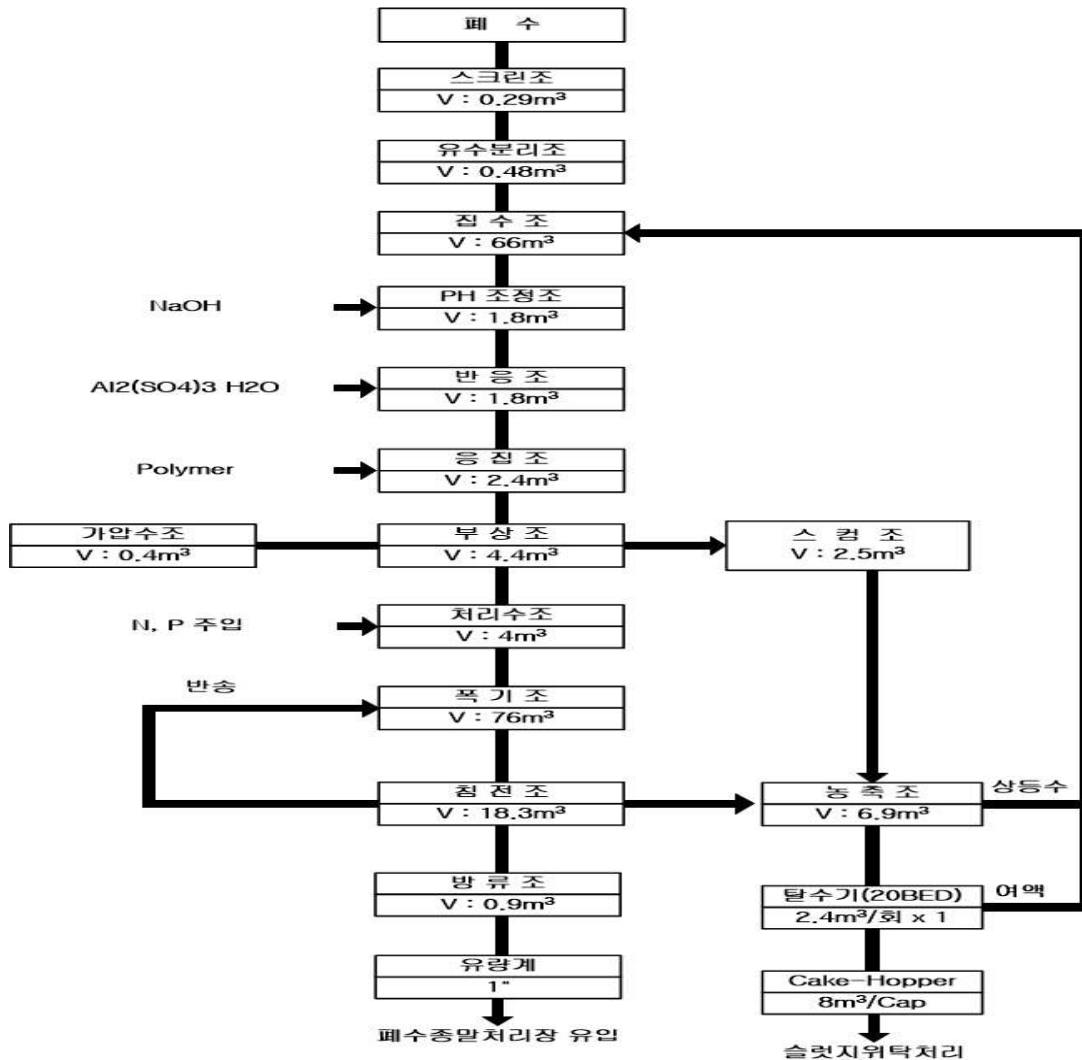 폐 수
스크린조
V : 0.29m³
유수분리조
V : 0.48m³
집 수 조
V : 66m³
NaOH
PH 조정조
V : 1.8m³
Al2(SO4)3 H2O
반 응 조
V : 1.8m³
Polymer
응 집 조
V : 2.4m³
가압수조
V : 0.4m³
부 상 조
V : 4.4m³
스 컴 조
V : 2.5m³
N, P 주입
처리수조
V : 4m³
반송
폭 기 조
V : 76m³
침 전 조
V : 18.3m³
농 축 조
V : 6.9m³
상등수
방 류 조
V : 0.9m³
탈수기(20BED)
2.4m³/회 x 1
여액
유량계
1"
Cake-Hopper
8m³/Cap
폐수종말처리장 유입
슬럿지위탁처리